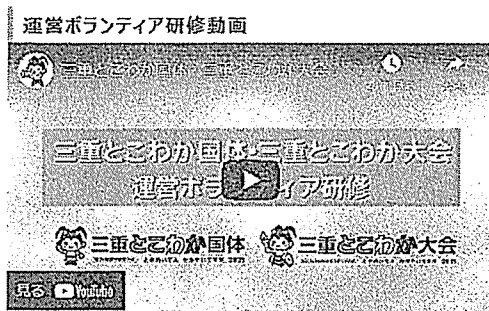 運営ボランティア研修動画
三重とこわか国体・三重とこわか大会
三重とこわか国体・三重とこわか大会
運営ボランティア研修
三重とこわか国体 三重とこわか大会
見る YouTube